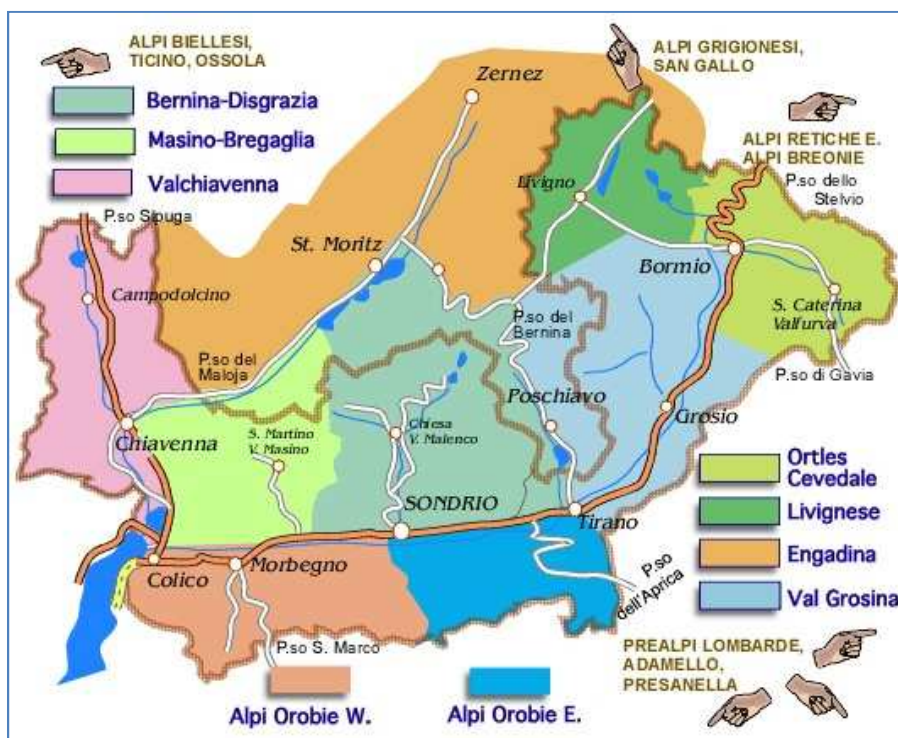 ALPI BIELLESI,
TICINO, OSSOLA
ALPI GRIGIONESI,
SAN GALLO
Zernez
Bernina-Disgrazia
Masino-Bregaglia
Valchiavenna
ALPI RETICHE E.
ALPI BREONIE
P.so dello
Stelvio
Livigno
P.so Slpuga
St. Moritz
Bormio
Campodolcino
S. Caterina
Valfurva
P.so del
Bernina
P.so del
Maloja
P.so di Gavia
Poschiavo
Grosio
Chiavenna
S. Martino
V. Masino
Chiesa
V. Malenco
Ortles
Cevedale
SONDRIO
Tirano
Livignese
Engadina
Colico
Morbegno
P.so
dell'Aprica
Val Grosina
P.so S. Marco
PREALPI LOMBARDE,
ADAMELLO,
PRESANELLA
Alpi Orobie W.
Alpi Orobie E.